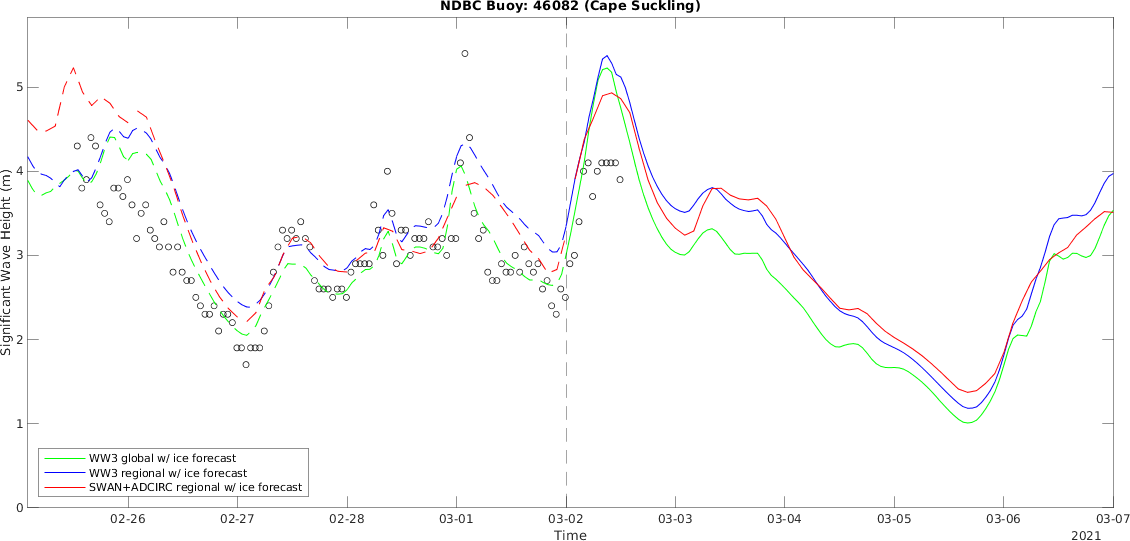 NDBC Buoy: 46082 (Cape Suckling)
Significant Wave Height (m)
5
4
3
2
1
0
WW3 global w/ ice forecast
WW3 regional w/ ice forecast
SWAN+ADCIRC regional w/ ice forecast
02-26 02-27 02-28 03-01 03-02 03-03 03-04 03-05 03-06 03-07
Time
2021